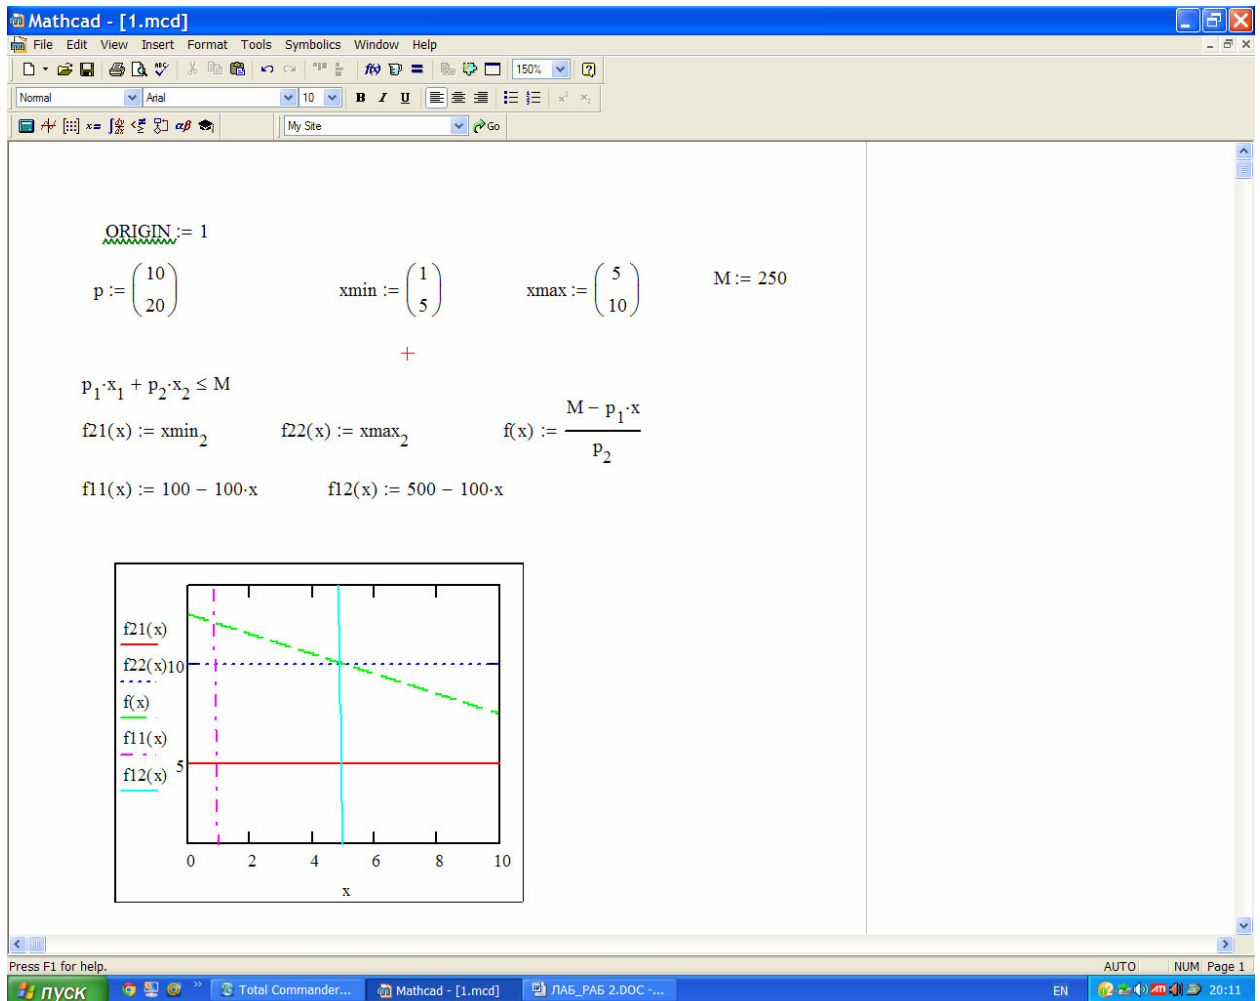 Mathcad - [1.mcd]
File Edit View Insert Format Tools Symbolics Window Help
150%
Normal Arial 10 B I U
My Site Go
ORIGIN := 1
p := (10 20) xmin := (1 5) xmax := (5 10) M := 250
p₁·x₁ + p₂·x₂ ≤ M
f21(x) := xmin₂ f22(x) := xmax₂ f(x) := (M − p₁·x) / p₂
f11(x) := 100 − 100·x f12(x) := 500 − 100·x
f21(x)
f22(x) 10
f(x)
f11(x)
5
f12(x)
0 2 4 6 8 10
x
Press F1 for help. AUTO NUM Page 1
пуск Total Commander... Mathcad - [1.mcd] ЛАБ_РАБ 2.DOC -... EN 20:11